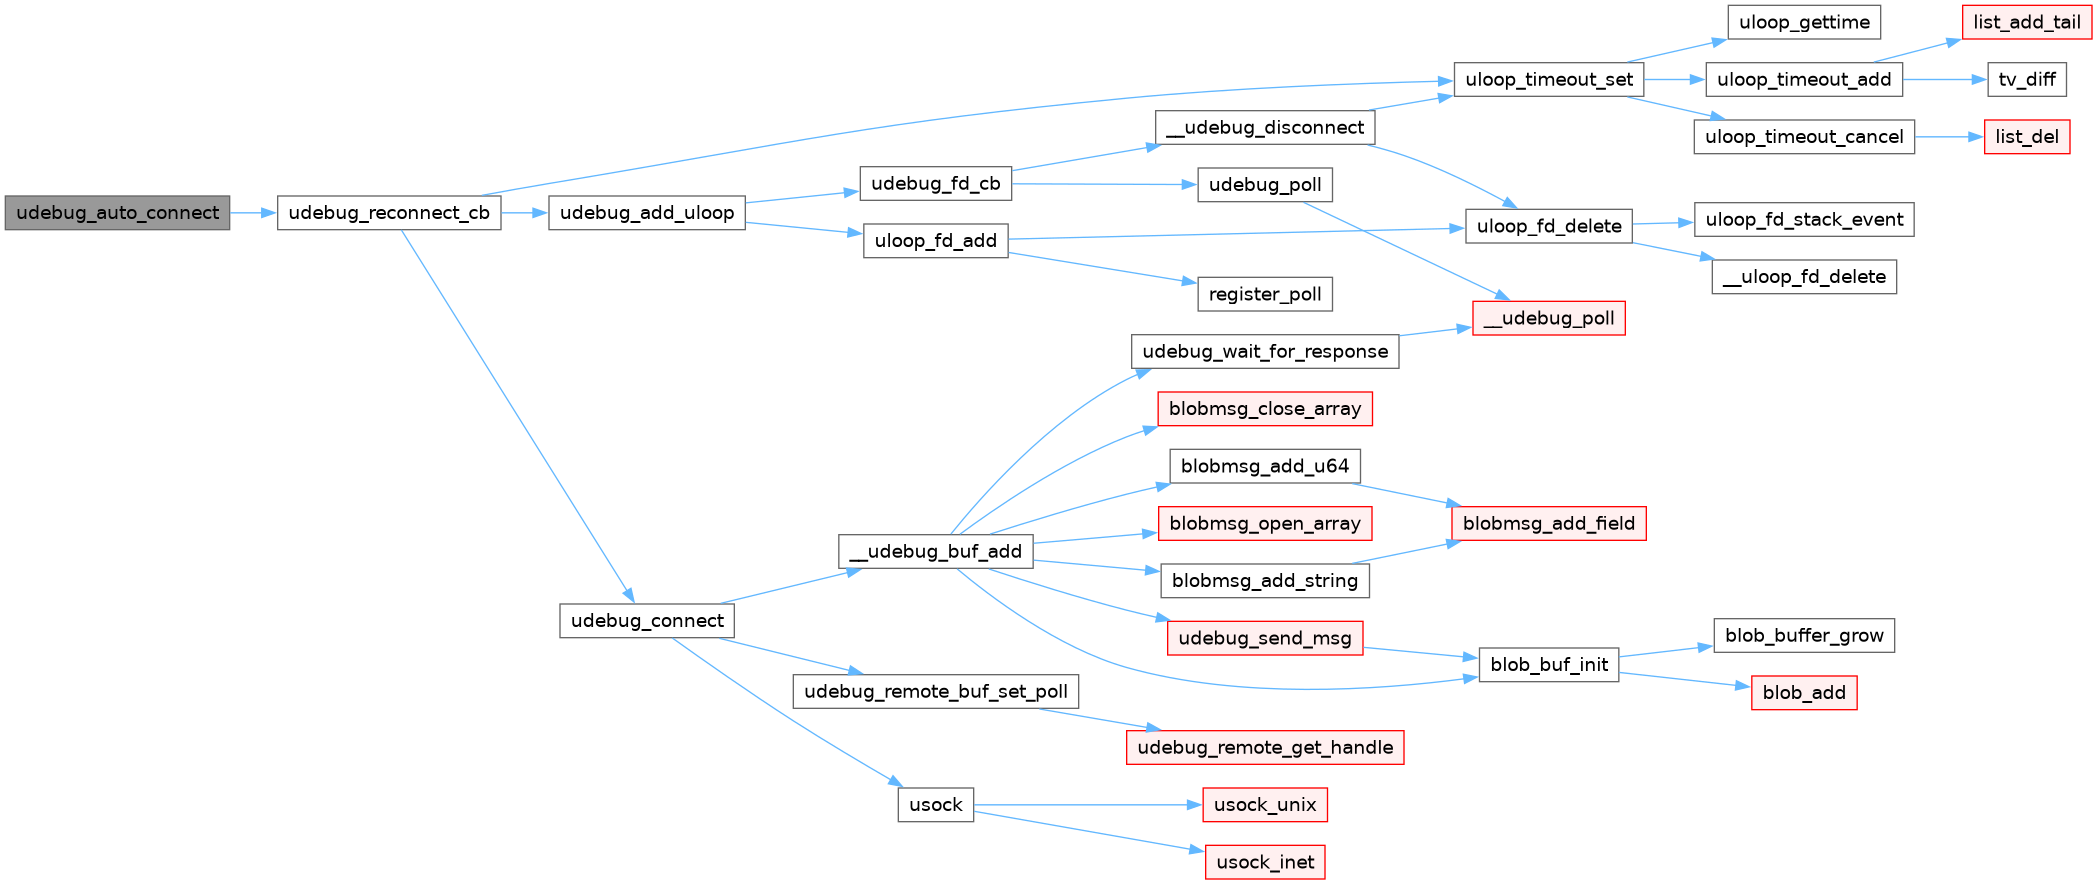 udebug_auto_connect
udebug_reconnect_cb
udebug_add_uloop
udebug_fd_cb
__udebug_disconnect
uloop_timeout_set
uloop_gettime
uloop_timeout_add
list_add_tail
tv_diff
uloop_timeout_cancel
list_del
udebug_poll
uloop_fd_add
uloop_fd_delete
uloop_fd_stack_event
__uloop_fd_delete
register_poll
__udebug_poll
udebug_wait_for_response
blobmsg_close_array
blobmsg_add_u64
blobmsg_open_array
blobmsg_add_field
__udebug_buf_add
blobmsg_add_string
udebug_connect
udebug_send_msg
blob_buf_init
blob_buffer_grow
blob_add
udebug_remote_buf_set_poll
udebug_remote_get_handle
usock
usock_unix
usock_inet